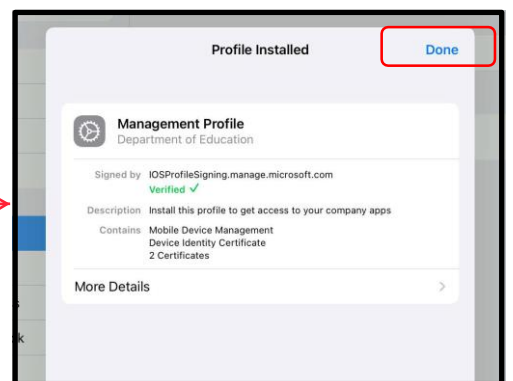 Profile Installed
Done
Management Profile
Department of Education
Signed by IOSProfileSigning.manage.microsoft.com
Verified ✓
Description Install this profile to get access to your company apps
Contains Mobile Device Management
Device Identity Certificate
2 Certificates
More Details
s
k